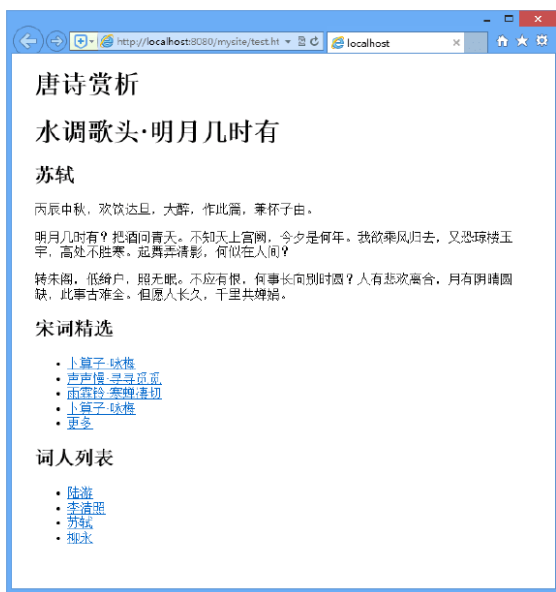 http://localhost:8080/mysite/test.ht
localhost
唐诗赏析
水调歌头·明月几时有
苏轼
丙辰中秋，欢饮达旦，大醉，作此篇，兼怀子由。
明月几时有？把酒问青天。不知天上宫阙，今夕是何年。我欲乘风归去，又恐琼楼玉
宇，高处不胜寒。起舞弄清影，何似在人间？
转朱阁，低绮户，照无眠。不应有恨，何事长向别时圆？人有悲欢离合，月有阴晴圆
缺，此事古难全。但愿人长久，千里共婵娟。
宋词精选
• 卜算子·咏梅
• 声声慢·寻寻觅觅
• 雨霖铃·寒蝉凄切
• 卜算子·咏梅
• 更多
词人列表
• 陆游
• 李清照
• 苏轼
• 柳永